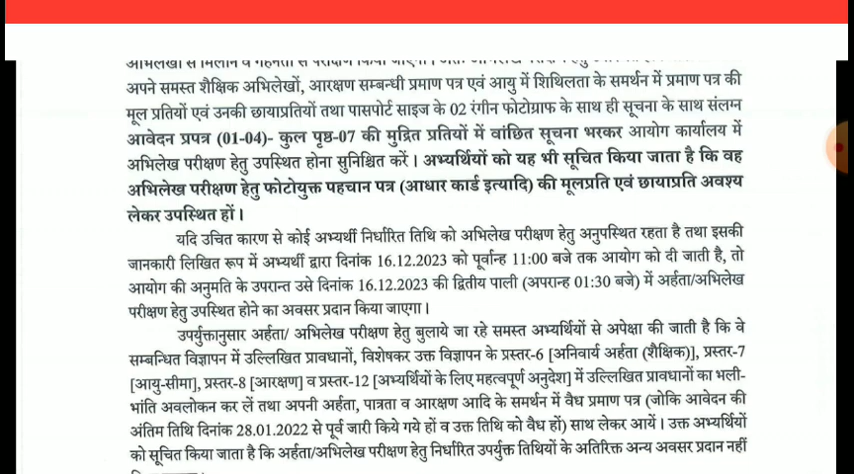 अपने समस्त शैक्षिक अभिलेखों, आरक्षण सम्बन्धी प्रमाण पत्र एवं आयु में शिथिलता के समर्थन में प्रमाण पत्र की
मूल प्रतियों एवं उनकी छायाप्रतियों तथा पासपोर्ट साइज के 02 रंगीन फोटोग्राफ के साथ ही सूचना के साथ संलग्न
आवेदन प्रपत्र (01-04)- कुल पृष्ठ-07 की मुद्रित प्रतियों में वांछित सूचना भरकर आयोग कार्यालय में
अभिलेख परीक्षण हेतु उपस्थित होना सुनिश्चित करें। अभ्यर्थियों को यह भी सूचित किया जाता है कि वह
अभिलेख परीक्षण हेतु फोटोयुक्त पहचान पत्र (आधार कार्ड इत्यादि) की मूलप्रति एवं छायाप्रति अवश्य
लेकर उपस्थित हों।
यदि उचित कारण से कोई अभ्यर्थी निर्धारित तिथि को अभिलेख परीक्षण हेतु अनुपस्थित रहता है तथा इसकी
जानकारी लिखित रूप में अभ्यर्थी द्वारा दिनांक 16.12.2023 को पूर्वान्ह 11:00 बजे तक आयोग को दी जाती है, तो
आयोग की अनुमति के उपरान्त उसे दिनांक 16.12.2023 की द्वितीय पाली (अपरान्ह 01:30 बजे) में अर्हता/अभिलेख
परीक्षण हेतु उपस्थित होने का अवसर प्रदान किया जाएगा।
उपर्युक्तानुसार अर्हता/ अभिलेख परीक्षण हेतु बुलाये जा रहे समस्त अभ्यर्थियों से अपेक्षा की जाती है कि वे
सम्बन्धित विज्ञापन में उल्लिखित प्रावधानों, विशेषकर उक्त विज्ञापन के प्रस्तर-6 [अनिवार्य अर्हता (शैक्षिक)], प्रस्तर-7
[आयु-सीमा], प्रस्तर-8 [आरक्षण] व प्रस्तर-12 [अभ्यर्थियों के लिए महत्वपूर्ण अनुदेश] में उल्लिखित प्रावधानों का भली-
भांति अवलोकन कर लें तथा अपनी अर्हता, पात्रता व आरक्षण आदि के समर्थन में वैध प्रमाण पत्र (जोकि आवेदन की
अंतिम तिथि दिनांक 28.01.2022 से पूर्व जारी किये गये हों व उक्त तिथि को वैध हों) साथ लेकर आयें। उक्त अभ्यर्थियों
को सूचित किया जाता है कि अर्हता/अभिलेख परीक्षण हेतु निर्धारित उपर्युक्त तिथियों के अतिरिक्त अन्य अवसर प्रदान नहीं